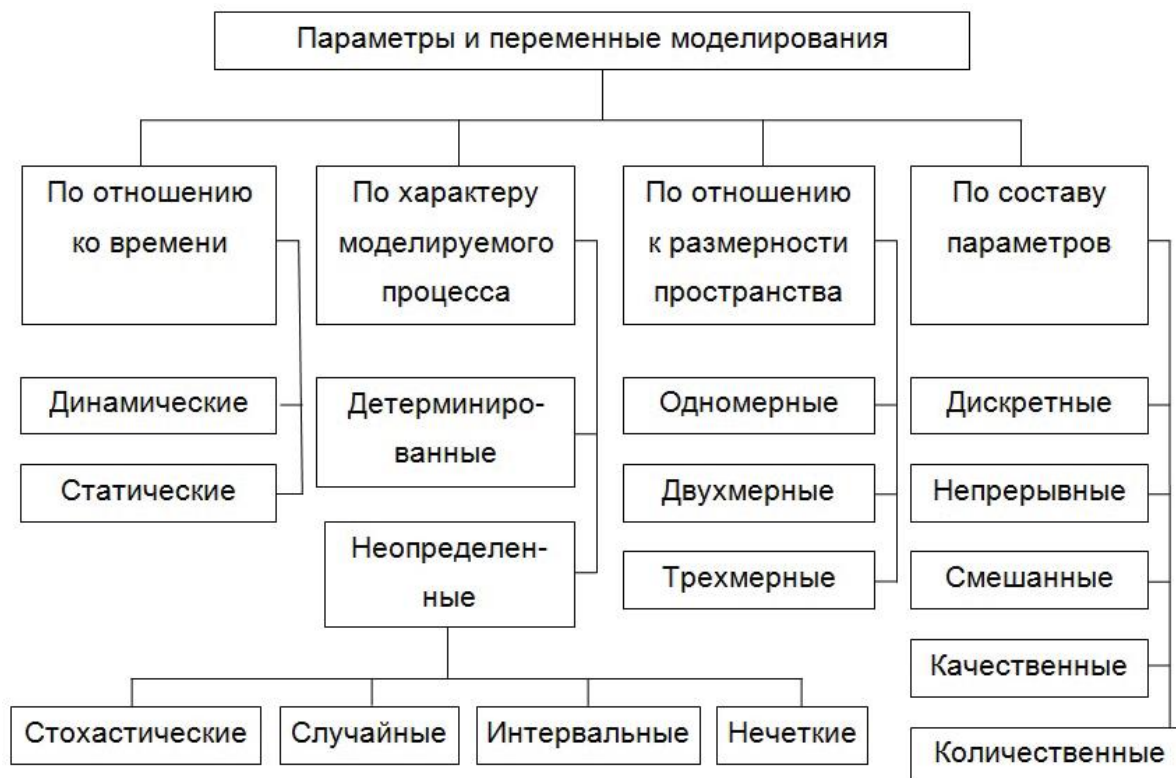 Параметры и переменные моделирования
По отношению
ко времени
По характеру
моделируемого
процесса
По отношению
к размерности
пространства
По составу
параметров
Динамические
Статические
Детерминиро-
ванные
Неопределен-
ные
Одномерные
Двухмерные
Трехмерные
Дискретные
Непрерывные
Смешанные
Качественные
Количественные
Стохастические
Случайные
Интервальные
Нечеткие